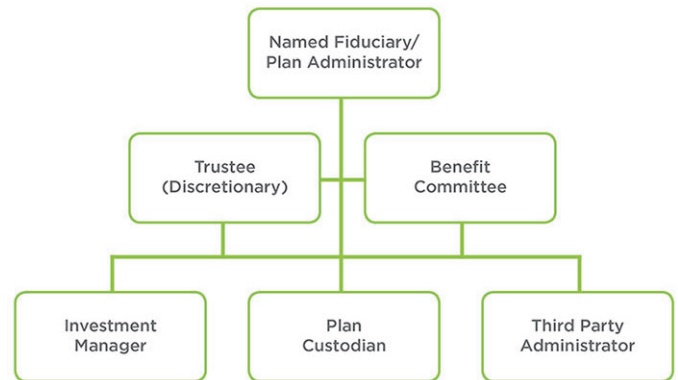 Named Fiduciary/
Plan Administrator
Trustee
(Discretionary)
Benefit
Committee
Investment
Manager
Plan
Custodian
Third Party
Administrator